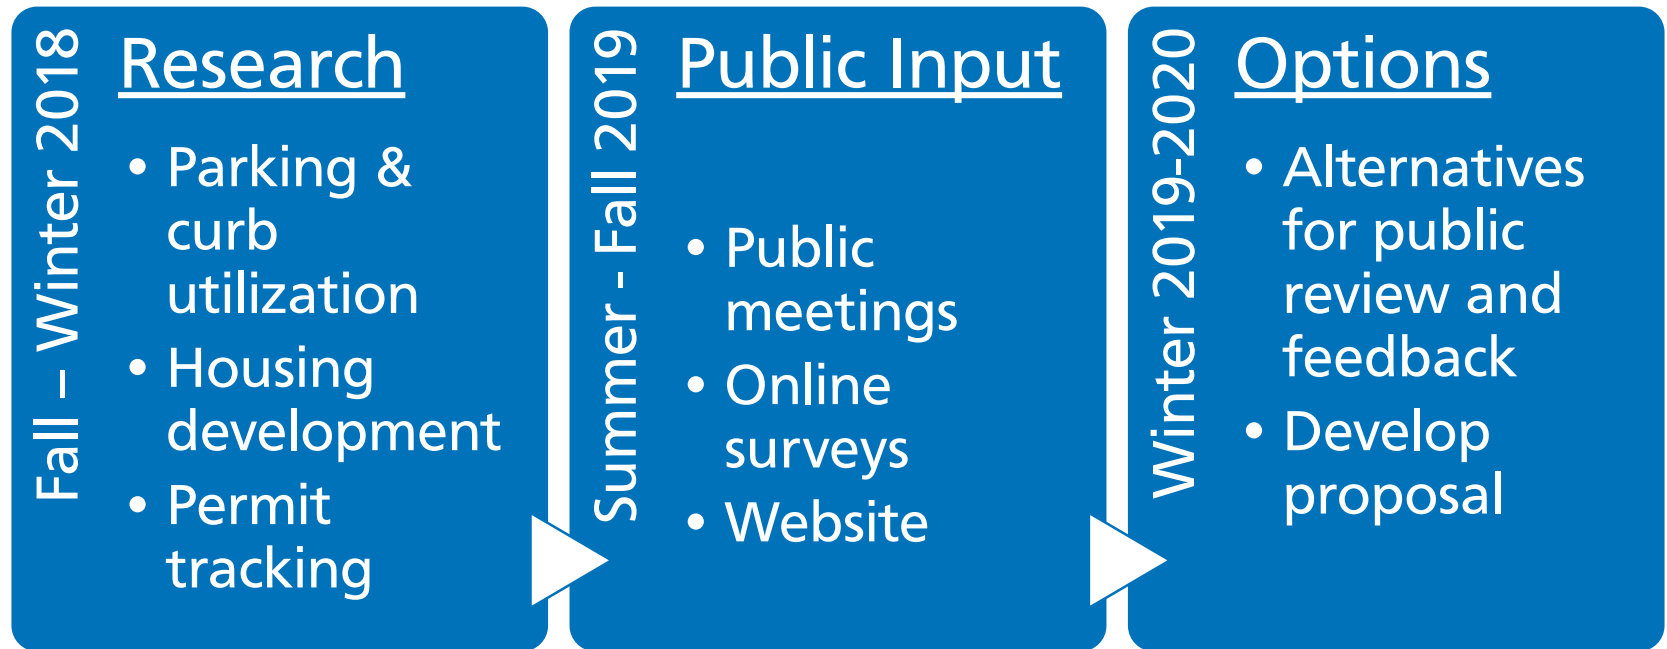 Fall – Winter 2018
Research
• Parking &
curb
utilization
• Housing
development
• Permit
tracking
Summer - Fall 2019
Public Input
• Public
meetings
• Online
surveys
• Website
Winter 2019-2020
Options
• Alternatives
for public
review and
feedback
• Develop
proposal